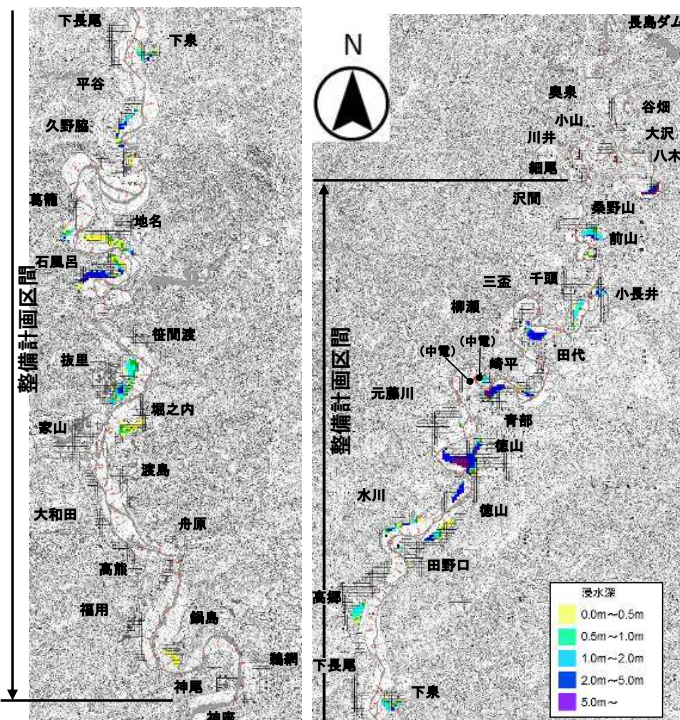 下長尾
下泉
平谷
久野脇
葛籠
地名
石風呂
整備計画区間
笹間渡
抜里
堀之内
家山
渡島
大和田
舟原
高熊
福用
鍋島
鵜網
神尾
神座
N
長島ダム
奥泉
谷畑
小山
大沢
川井
八木
細尾
沢間
桑野山
前山
三盃
千頭
小長井
柳瀬
整備計画区間
(中電)
(中電)
崎平
田代
元藤川
青部
徳山
水川
徳山
田野口
高郷
下長尾
下泉
浸水深
0.0m～0.5m
0.5m～1.0m
1.0m～2.0m
2.0m～5.0m
5.0m～